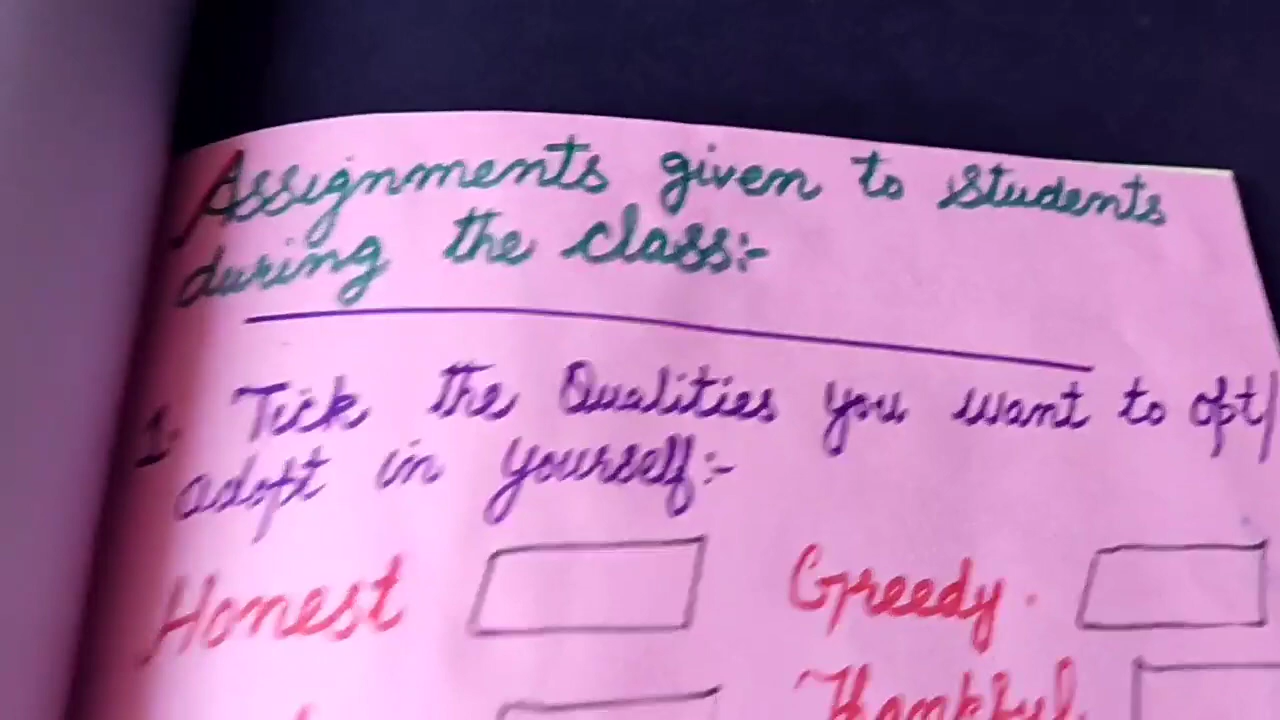 Assignments given to Students
during the class:-
1. Tick the Qualities you want to opt/
adopt in yourself:-
Honest Greedy.
Thankful